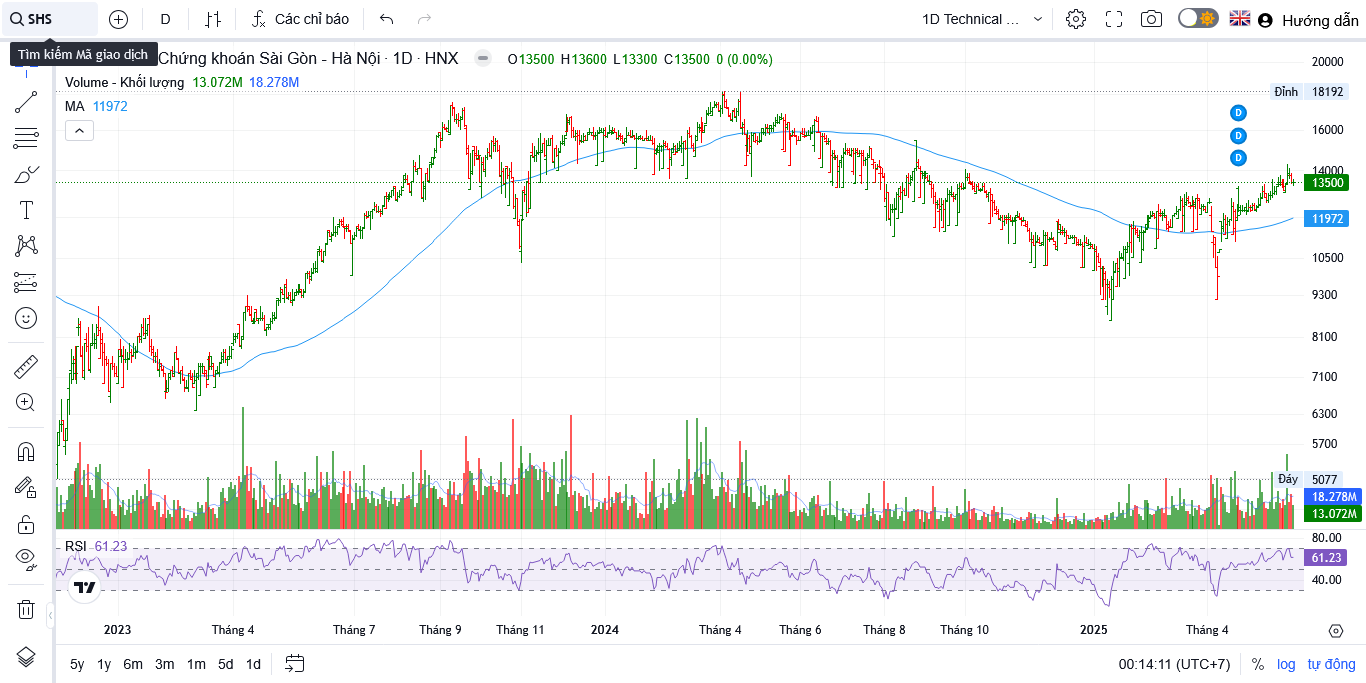 SHS
D
Các chỉ báo
1D Technical ...
Hướng dẫn
Tìm kiếm Mã giao dịch
Chứng khoán Sài Gòn - Hà Nội · 1D · HNX
O13500 H13600 L13300 C13500 0 (0.00%)
Volume - Khối lượng 13.072M 18.278M
MA 11972
20000
Đỉnh 18192
16000
14000
13500
11972
10500
9300
8100
7100
6300
5700
Đáy 5077
18.278M
13.072M
D
D
D
RSI 61.23
80.00
61.23
40.00
2023 Tháng 4 Tháng 7 Tháng 9 Tháng 11 2024 Tháng 4 Tháng 6 Tháng 8 Tháng 10 2025 Tháng 4
5y 1y 6m 3m 1m 5d 1d
00:14:11 (UTC+7) % log tự động